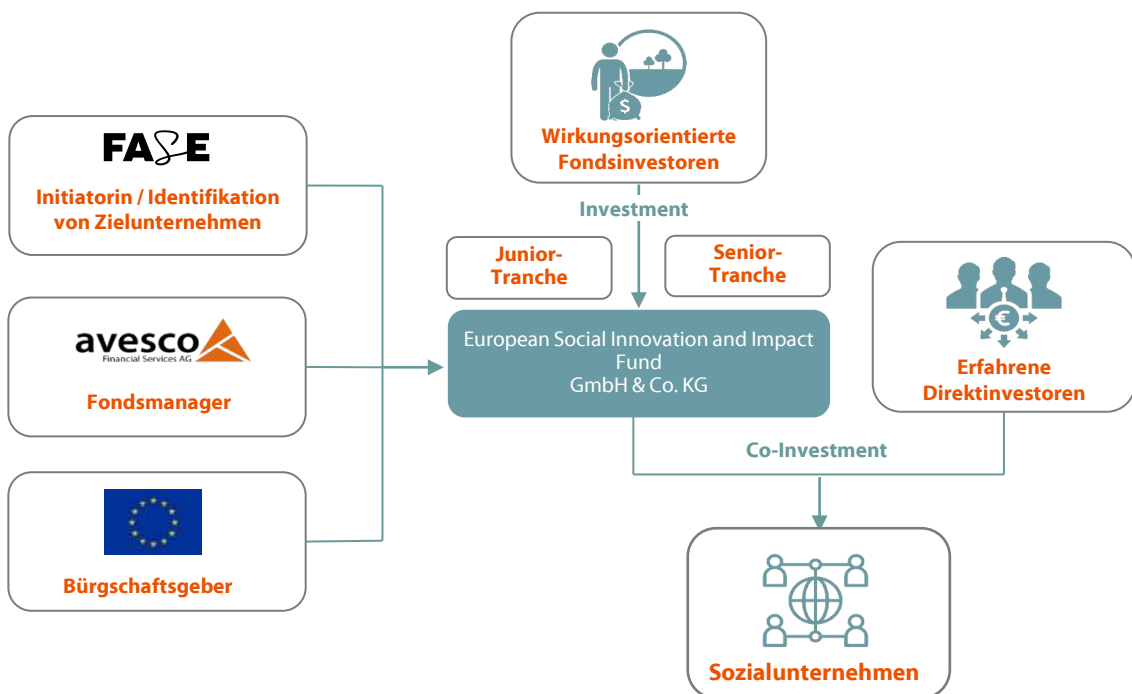 $
Wirkungsorientierte
Fondsinvestoren
FASE
Initiatorin / Identifikation
von Zielunternehmen
Investment
Junior-
Tranche
Senior-
Tranche
avesco
Financial Services AG
Fondsmanager
European Social Innovation and Impact
Fund
GmbH & Co. KG
€
Erfahrene
Direktinvestoren
Co-Investment
Bürgschaftsgeber
Sozialunternehmen